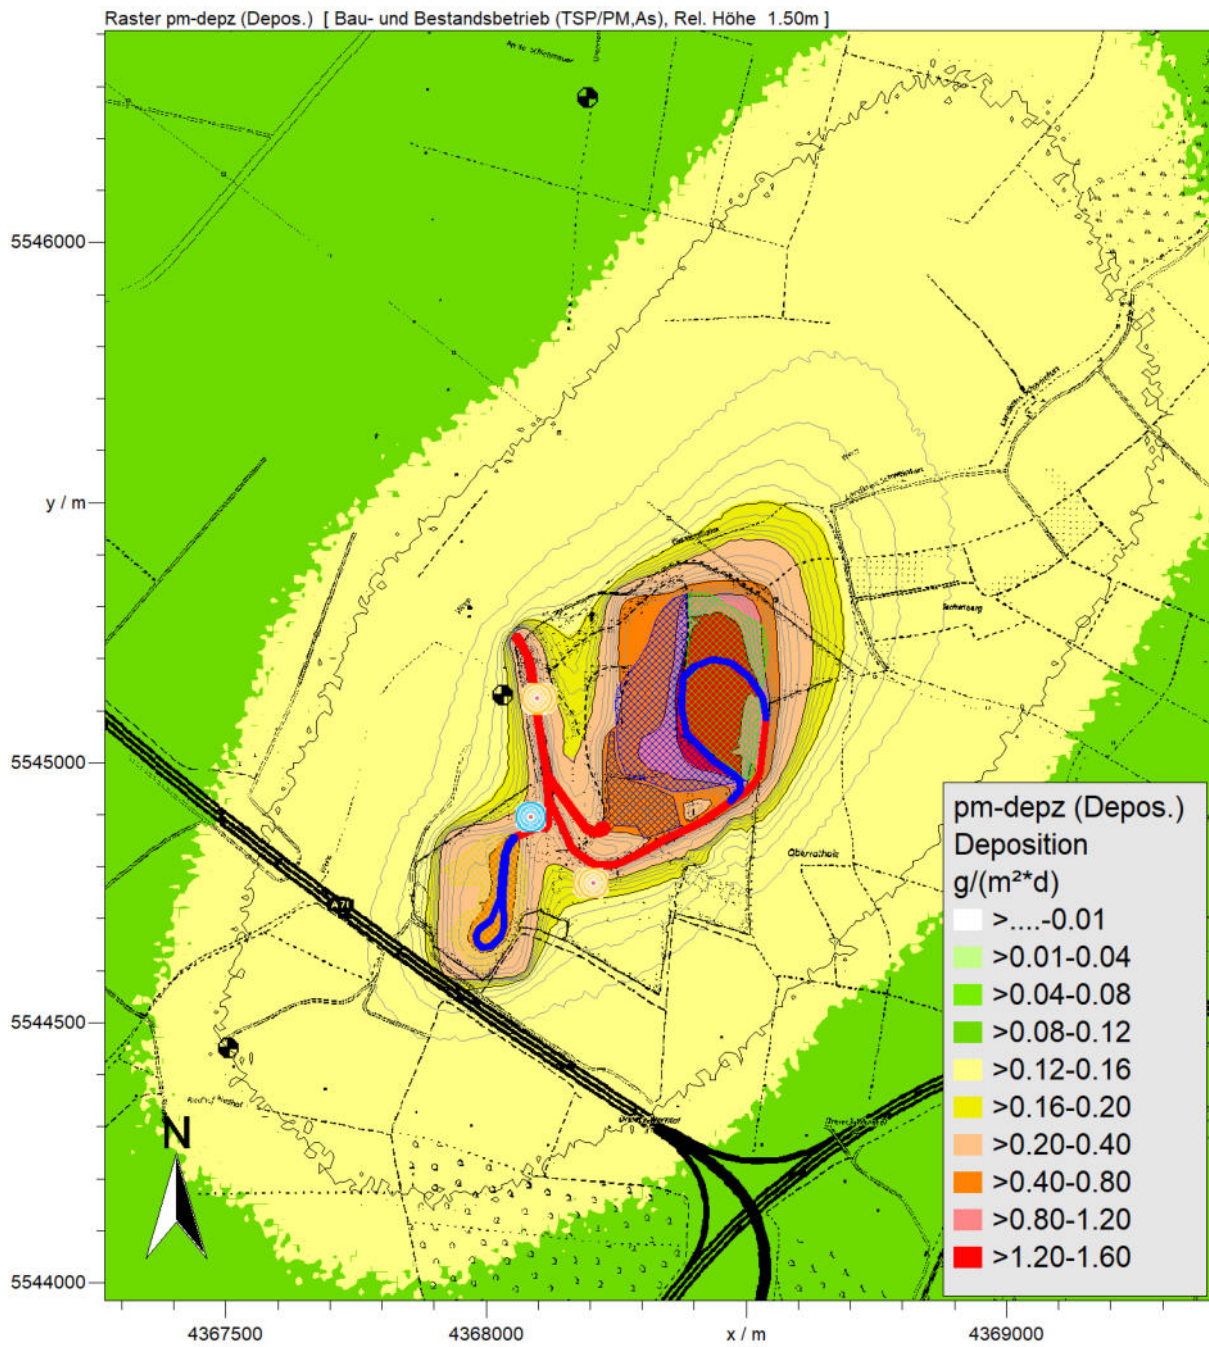 Raster pm-depz (Depos.) [ Bau- und Bestandsbetrieb (TSP/PM,As), Rel. Höhe 1.50m ]
5546000
y / m
5545000
Oberrotholz
pm-depz (Depos.)
Deposition
g/(m²*d)
>....-0.01
>0.01-0.04
>0.04-0.08
>0.08-0.12
>0.12-0.16
>0.16-0.20
>0.20-0.40
>0.40-0.80
>0.80-1.20
>1.20-1.60
5544500
N
5544000
4367500
4368000
x / m
4369000